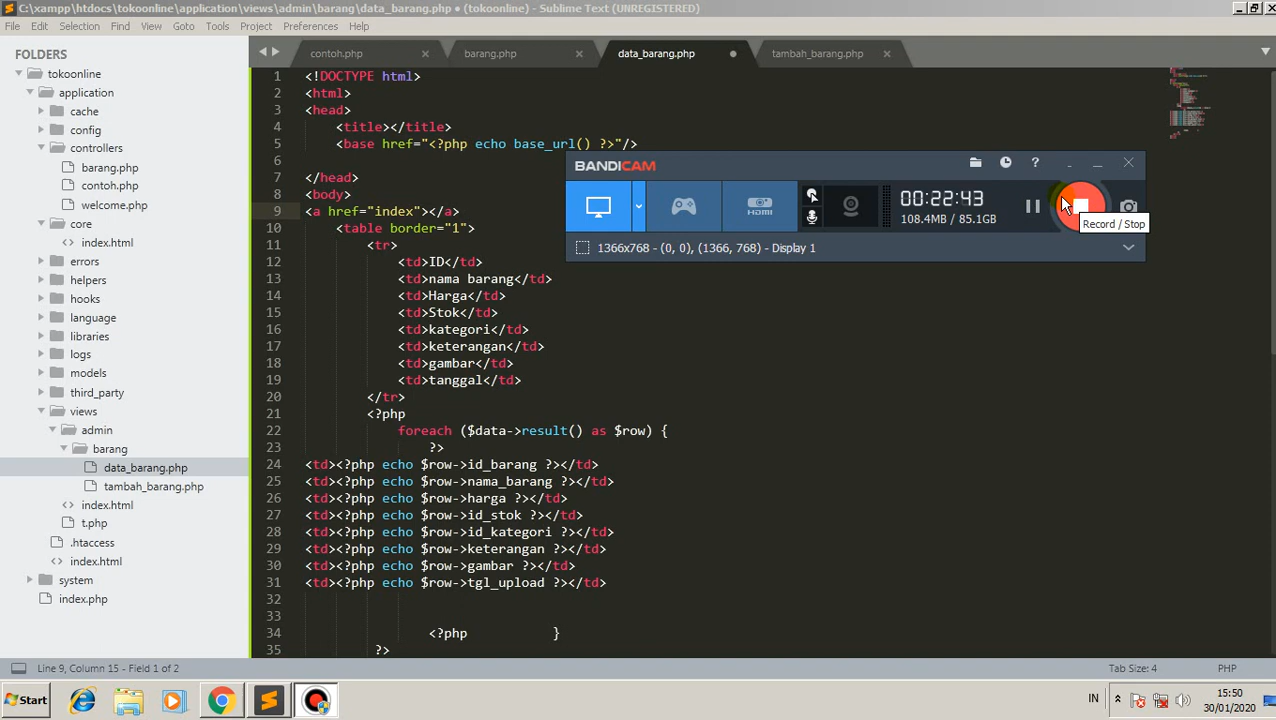 C:\xampp\htdocs\tokoonline\application\views\admin\barang\data_barang.php • (tokoonline) - Sublime Text (UNREGISTERED)
File Edit Selection Find View Goto Tools Project Preferences Help
FOLDERS
tokoonline
application
cache
config
controllers
barang.php
contoh.php
welcome.php
core
index.html
errors
helpers
hooks
language
libraries
logs
models
third_party
views
admin
barang
data_barang.php
tambah_barang.php
index.html
t.php
.htaccess
index.html
system
index.php
contoh.php × barang.php × data_barang.php • tambah_barang.php ×
1 <!DOCTYPE html>
2 <html>
3 <head>
4 <title></title>
5 <base href="<?php echo base_url() ?>"/>
6
7 </head>
8 <body>
9 <a href="index"></a>
10 <table border="1">
11 <tr>
12 <td>ID</td>
13 <td>nama barang</td>
14 <td>Harga</td>
15 <td>Stok</td>
16 <td>kategori</td>
17 <td>keterangan</td>
18 <td>gambar</td>
19 <td>tanggal</td>
20 </tr>
21 <?php
22 foreach ($data->result() as $row) {
23 ?>
24 <td><?php echo $row->id_barang ?></td>
25 <td><?php echo $row->nama_barang ?></td>
26 <td><?php echo $row->harga ?></td>
27 <td><?php echo $row->id_stok ?></td>
28 <td><?php echo $row->id_kategori ?></td>
29 <td><?php echo $row->keterangan ?></td>
30 <td><?php echo $row->gambar ?></td>
31 <td><?php echo $row->tgl_upload ?></td>
32
33
34 <?php }
35 ?>
BANDICAM
HDMI
00:22:43
108.4MB / 85.1GB
Record / Stop
1366x768 - (0, 0), (1366, 768) - Display 1
Line 9, Column 15 - Field 1 of 2 Tab Size: 4 PHP
Start
IN
15:50
30/01/2020